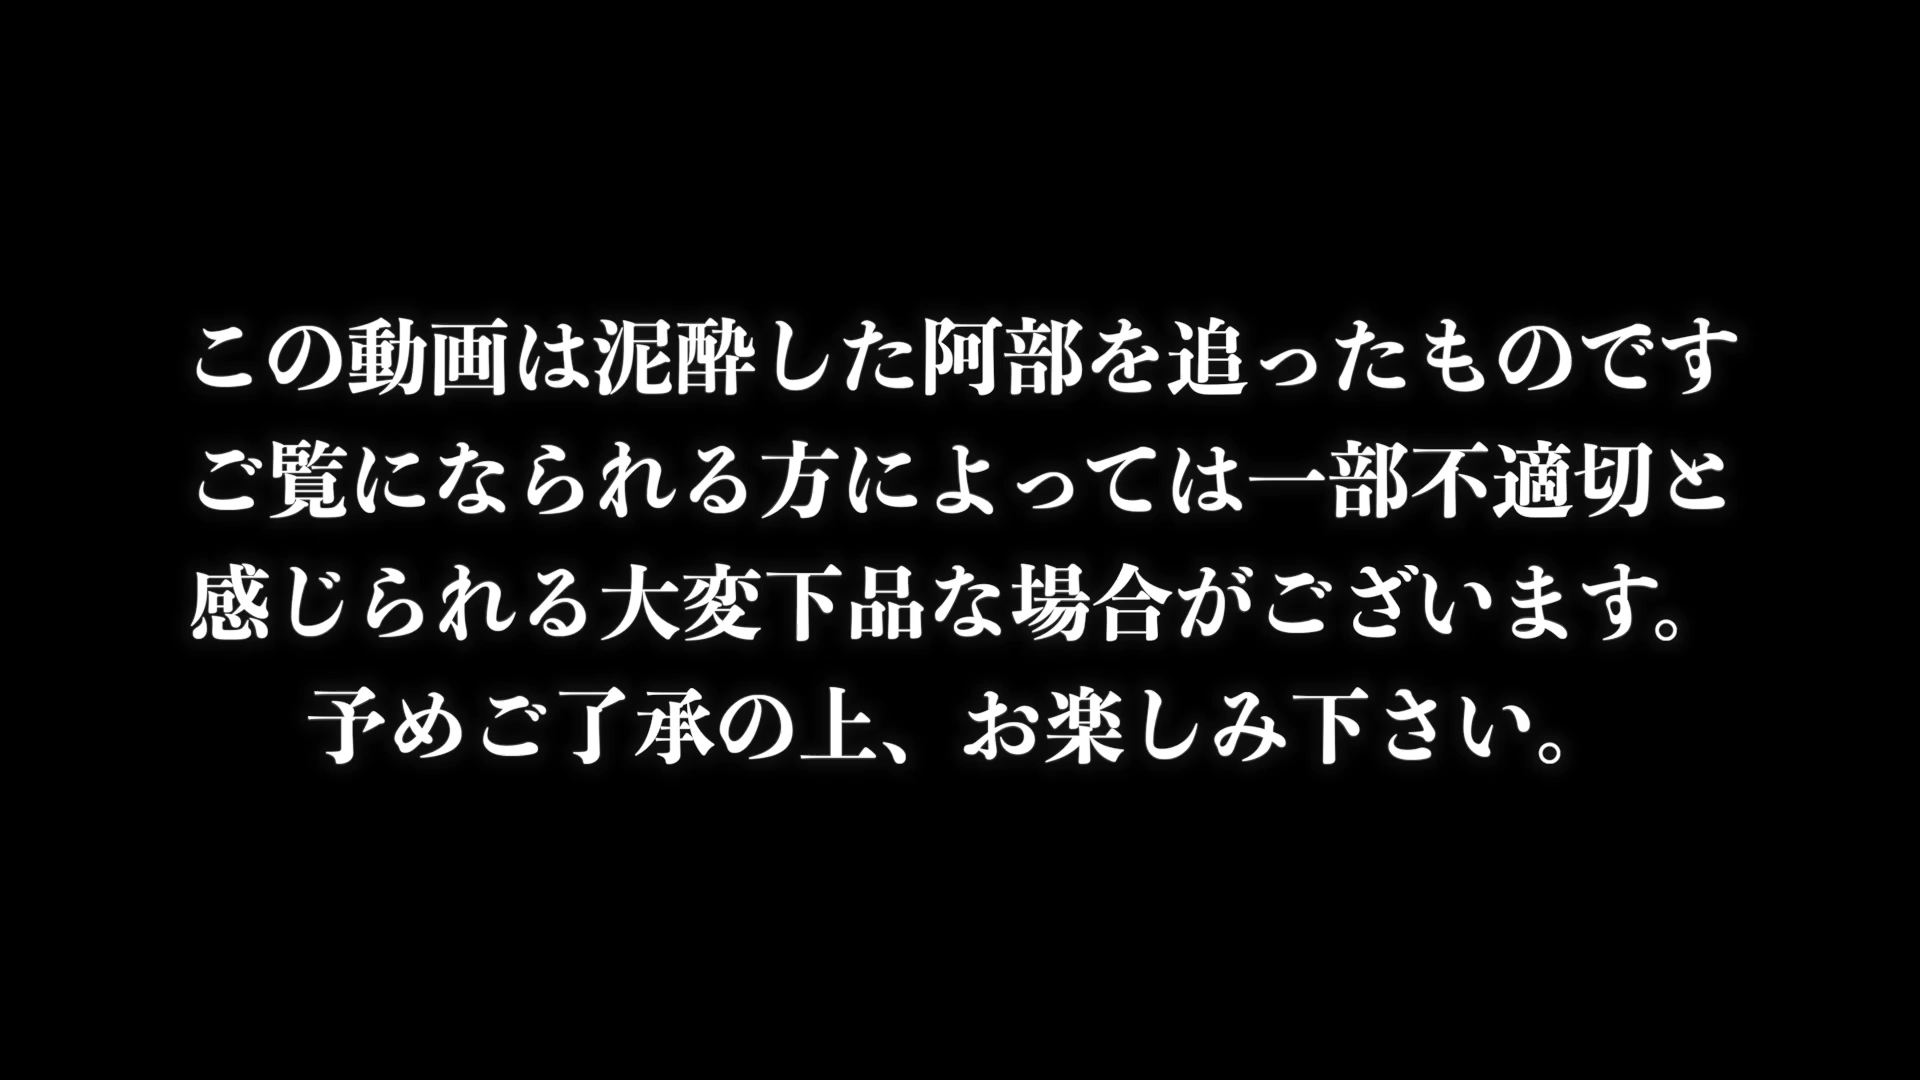 この動画は泥酔した阿部を追ったものです
ご覧になられる方によっては一部不適切と
感じられる大変下品な場合がございます。
予めご了承の上、お楽しみ下さい。